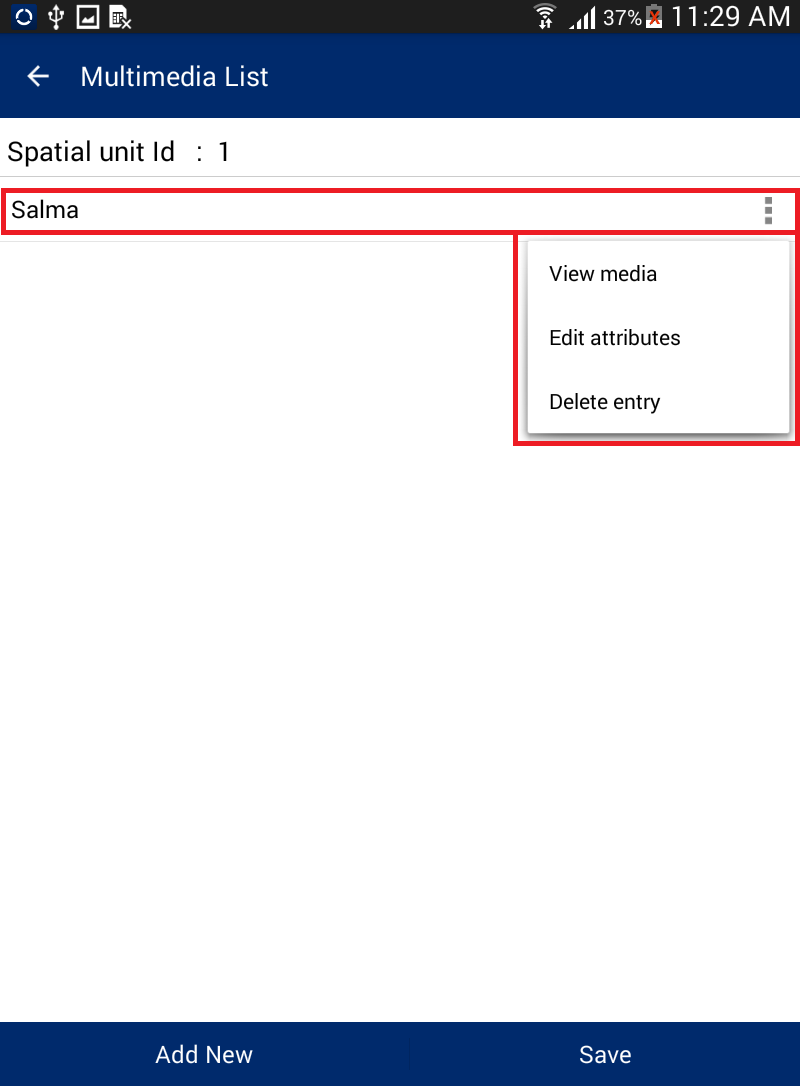 37% 11:29 AM
Multimedia List
Spatial unit Id : 1
Salma
View media
Edit attributes
Delete entry
Add New Save